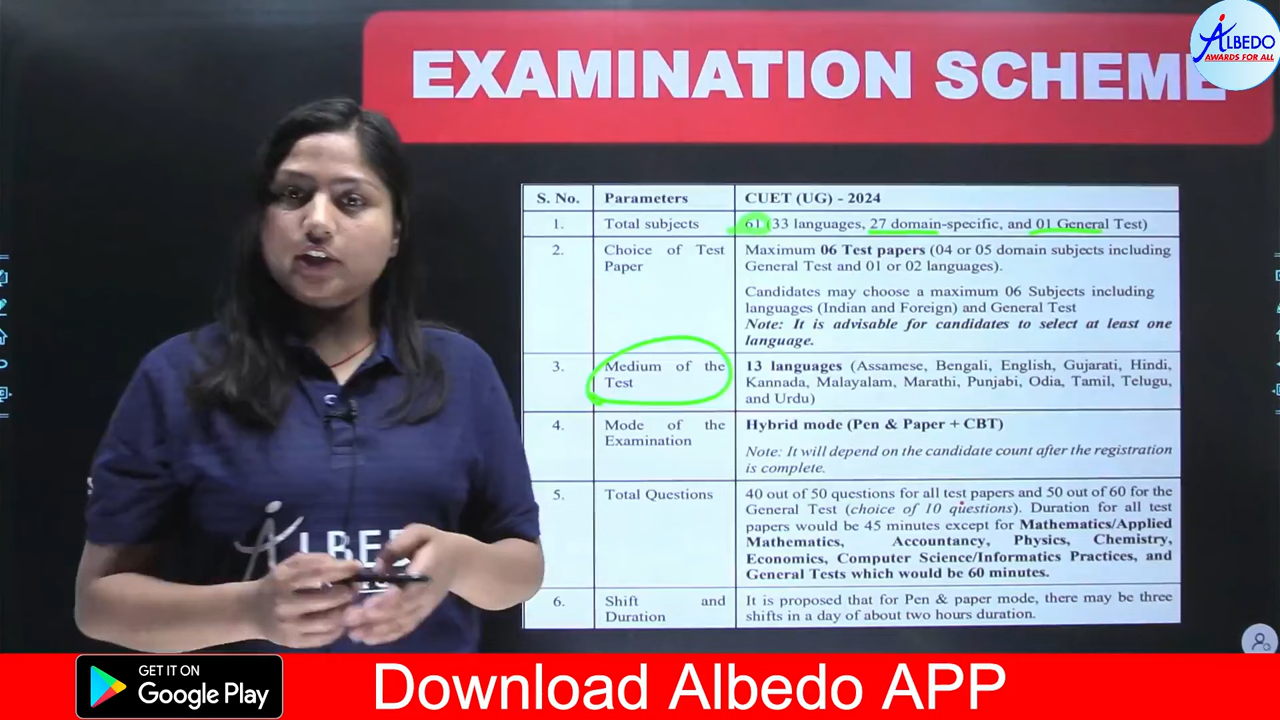 EXAMINATION SCHEME
ALBEDO
AWARDS FOR ALL
S. No. Parameters CUET (UG) - 2024
1. Total subjects 61 (33 languages, 27 domain-specific, and 01 General Test)
2. Choice of Test Paper Maximum 06 Test papers (04 or 05 domain subjects including
General Test and 01 or 02 languages).
Candidates may choose a maximum 06 Subjects including
languages (Indian and Foreign) and General Test
Note: It is advisable for candidates to select at least one
language.
3. Medium of the Test 13 languages (Assamese, Bengali, English, Gujarati, Hindi,
Kannada, Malayalam, Marathi, Punjabi, Odia, Tamil, Telugu,
and Urdu)
4. Mode of the Examination Hybrid mode (Pen & Paper + CBT)
Note: It will depend on the candidate count after the registration
is complete.
5. Total Questions 40 out of 50 questions for all test papers and 50 out of 60 for the
General Test (choice of 10 questions). Duration for all test
papers would be 45 minutes except for Mathematics/Applied
Mathematics, Accountancy, Physics, Chemistry,
Economics, Computer Science/Informatics Practices, and
General Tests which would be 60 minutes.
6. Shift and Duration It is proposed that for Pen & paper mode, there may be three
shifts in a day of about two hours duration.
GET IT ON
Google Play
Download Albedo APP